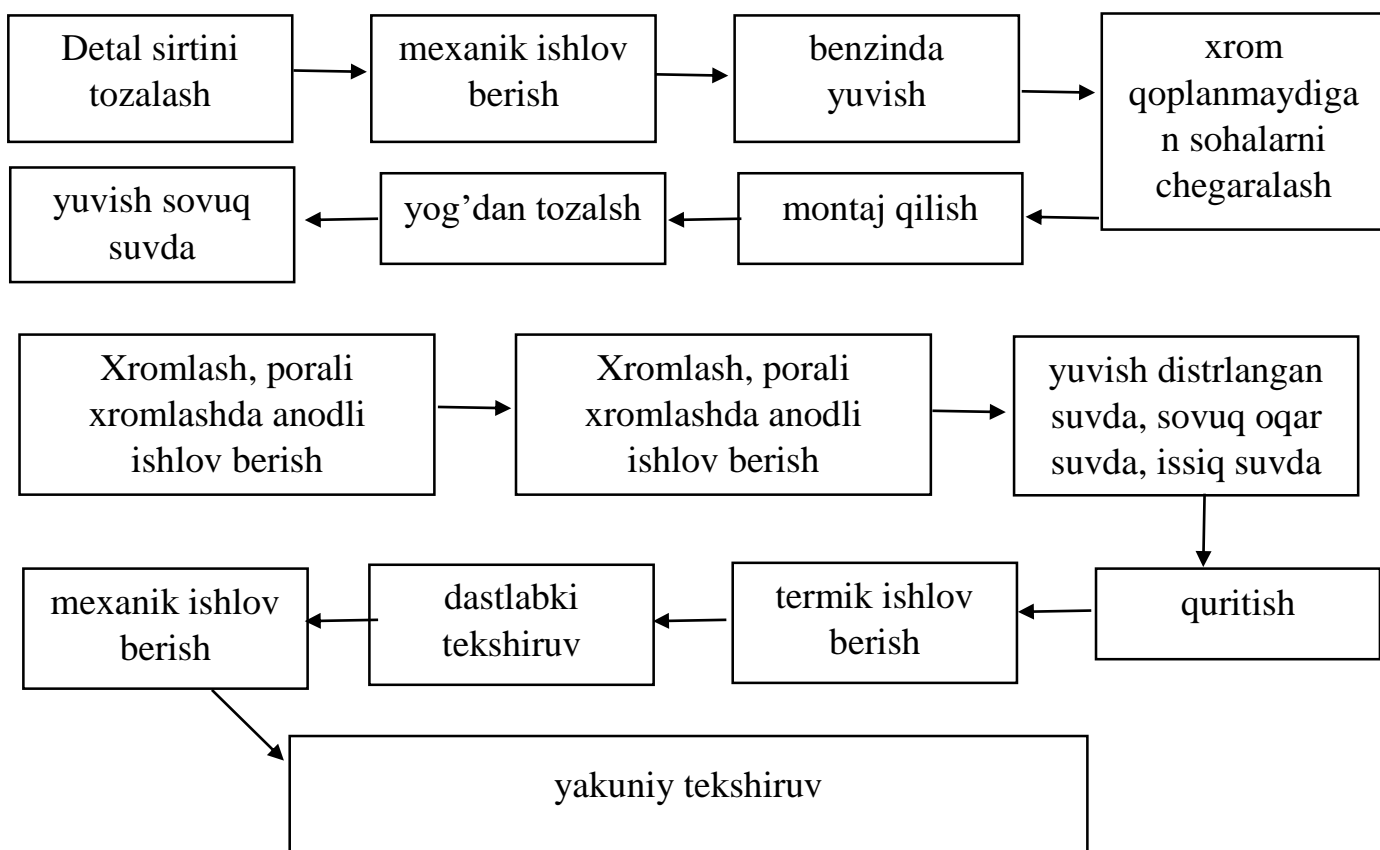 Detal sirtini
tozalash
mexanik ishlov
berish
benzinda
yuvish
xrom
qoplanmaydiga
n sohalarni
chegaralash
montaj qilish
yog’dan tozalsh
yuvish sovuq
suvda
Xromlash, porali
xromlashda anodli
ishlov berish
Xromlash, porali
xromlashda anodli
ishlov berish
yuvish distrlangan
suvda, sovuq oqar
suvda, issiq suvda
quritish
termik ishlov
berish
dastlabki
tekshiruv
mexanik ishlov
berish
yakuniy tekshiruv